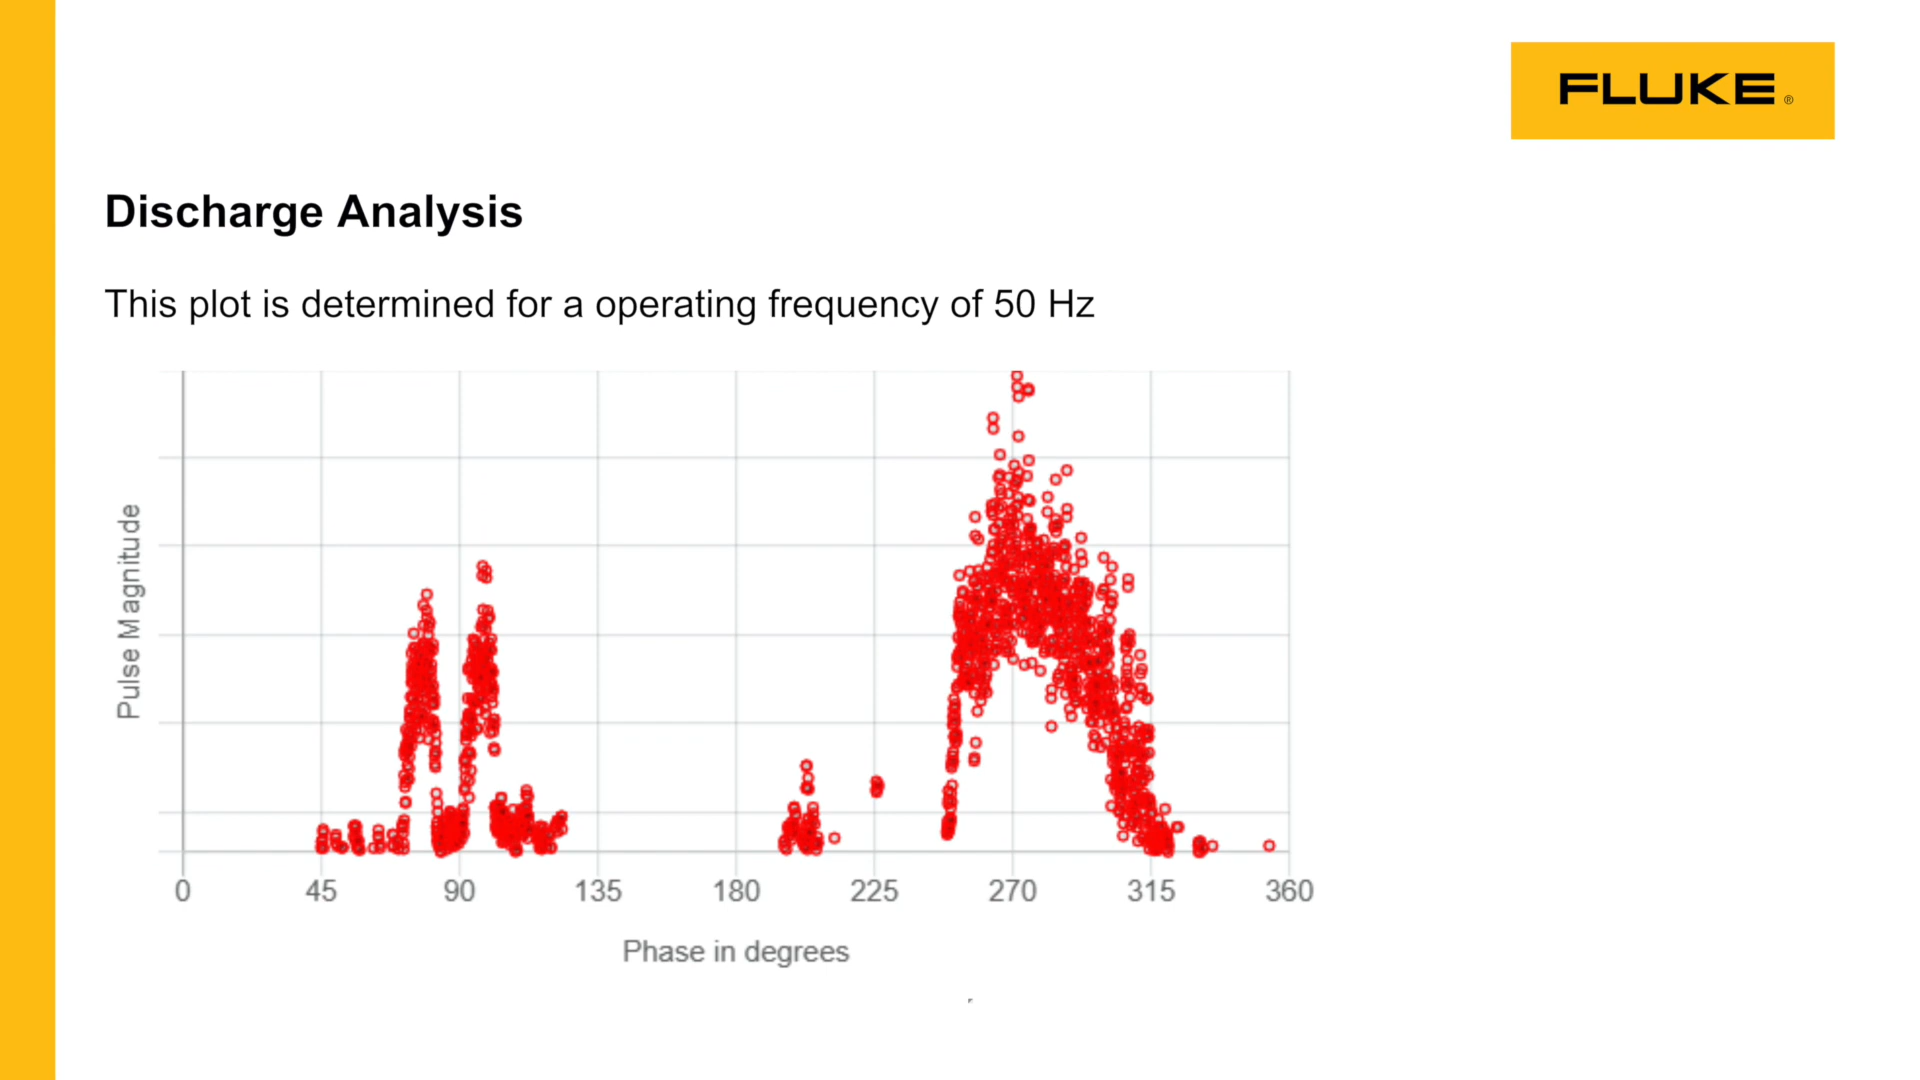 FLUKE®
Discharge Analysis
This plot is determined for a operating frequency of 50 Hz
Pulse Magnitude
0 45 90 135 180 225 270 315 360
Phase in degrees